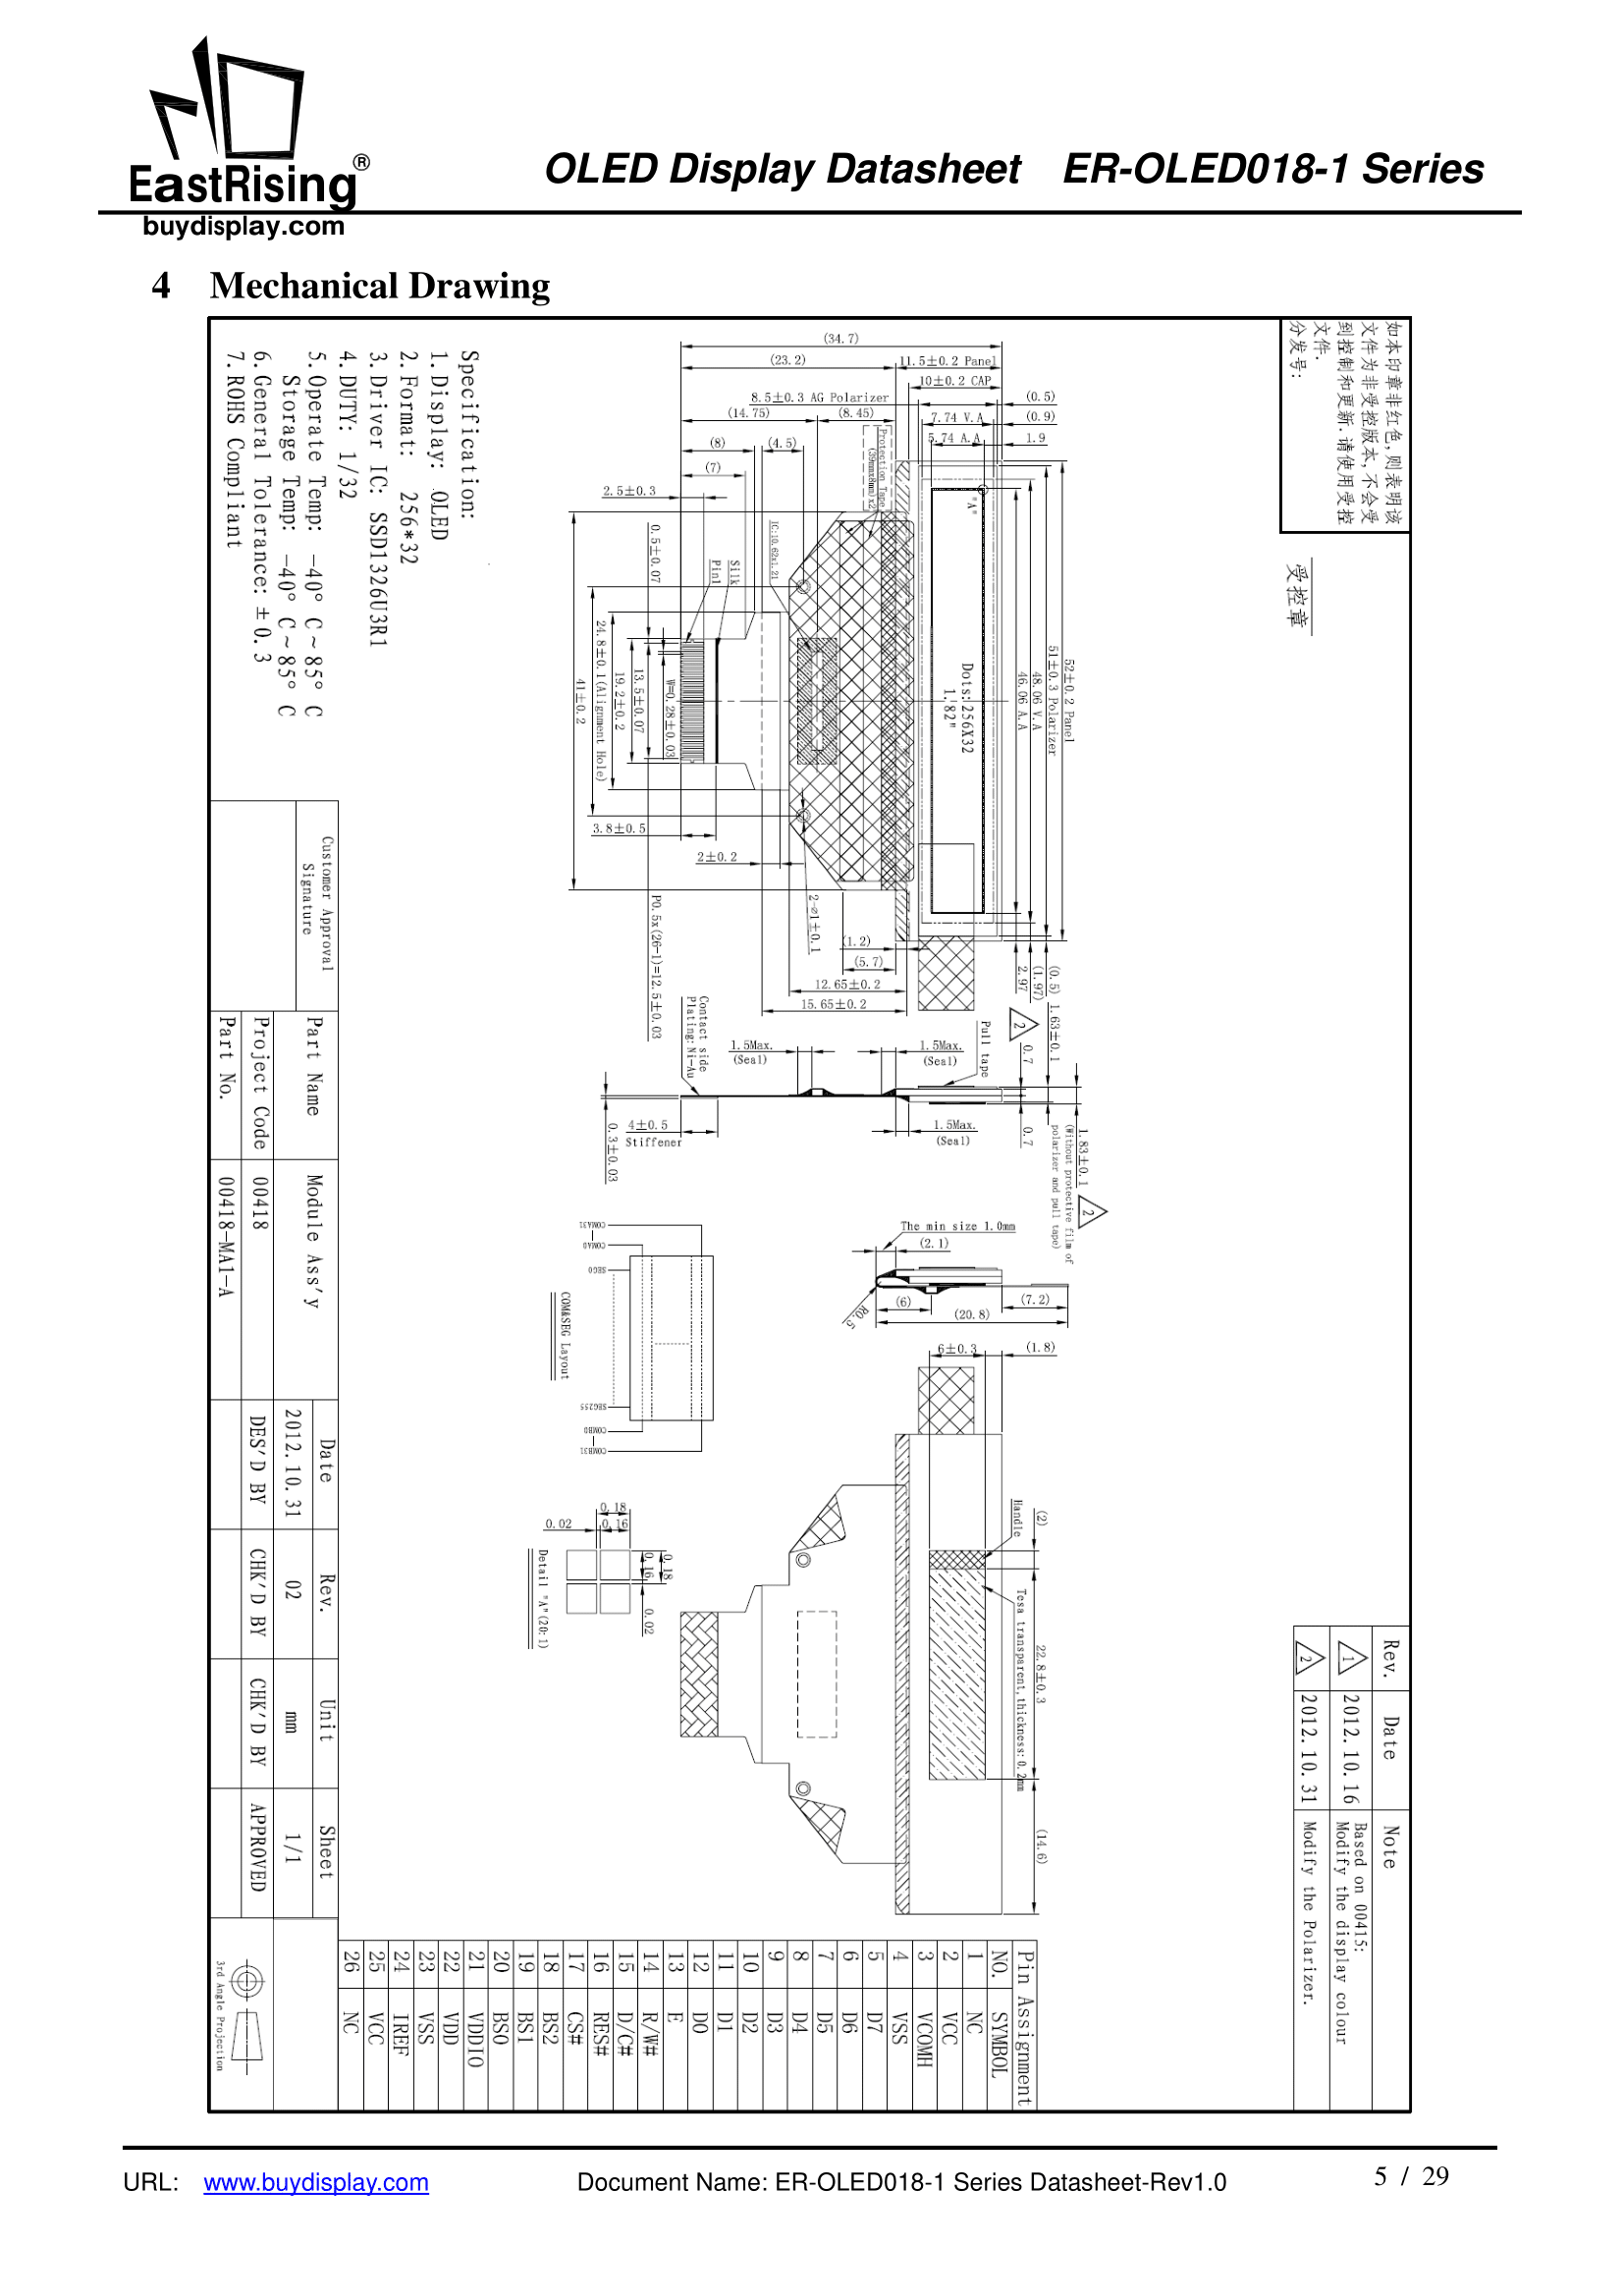 EastRising®
buydisplay.com
OLED Display Datasheet ER-OLED018-1 Series
4 Mechanical Drawing
如本印章非红色,则表明该
文件为非受控版本,不会受
到控制和更新.请使用受控
文件.
分发号:
受控章
Rev. Date Note
1 2012.10.16 Based on 00415:
Modify the display colour
2 2012.10.31 Modify the Polarizer.
(34.7)
(23.2)
11.5±0.2 Panel
10±0.2 CAP
8.5±0.3 AG Polarizer
(0.5)
(14.75)
(8.45)
7.74 V.A
(0.9)
5.74 A.A
1.9
(8)
(4.5)
(7)
2.5±0.3
Protection Tape
(39mmx8mm)x2
"A"
IC:10.62x1.21
Silk
Pin1
0.5±0.07
Dots:256X32
1.82"
52±0.2 Panel
51±0.3 Polarizer
48.06 V.A
46.06 A.A
W=0.28±0.03
13.5±0.07
19.2±0.2
24.8±0.1(Alignment Hole)
41±0.2
3.8±0.5
2±0.2
2-ø1±0.1
P0.5x(26-1)=12.5±0.03
(1.2)
(5.7)
12.65±0.2
15.65±0.2
(0.5)
(1.97)
2.97
Contact side
Plating:Ni-Au
1.5Max.
(Seal)
1.5Max.
(Seal)
Pull tape
2
0.7
1.63±0.1
4±0.5
Stiffener
0.3±0.03
1.5Max.
(Seal)
0.7
1.83±0.1
(Without protective film of
polarizer and pull tape)
2
The min size 1.0mm
(2.1)
R0.5
(6)
(7.2)
(20.8)
COMA31
COMA0
SEG0
SEG255
COMB0
COMB31
COM&SEG Layout
6±0.3
(1.8)
Handle
(2)
Tesa transparent,thickness:0.2mm
22.8±0.3
(14.6)
0.18
0.02
0.16
0.18
0.16
0.02
Detail "A"(20:1)
Specification:
1.Display: OLED
2.Format: 256*32
3.Driver IC: SSD1326U3R1
4.DUTY: 1/32
5.Operate Temp: -40° C~85° C
Storage Temp: -40° C~85° C
6.General Tolerance: ±0.3
7.ROHS Compliant
Pin Assignment
NO. SYMBOL
1 NC
2 VCC
3 VCOMH
4 VSS
5 D7
6 D6
7 D5
8 D4
9 D3
10 D2
11 D1
12 D0
13 E
14 R/W#
15 D/C#
16 RES#
17 CS#
18 BS2
19 BS1
20 BS0
21 VDDIO
22 VDD
23 VSS
24 IREF
25 VCC
26 NC
Customer Approval
Signature
Part Name Module Ass'y
Project Code 00418
Part No. 00418-MA1-A
Date Rev. Unit Sheet
2012.10.31 02 mm 1/1
DES'D BY CHK'D BY CHK'D BY APPROVED
3rd Angle Projection
URL: www.buydisplay.com Document Name: ER-OLED018-1 Series Datasheet-Rev1.0 5 / 29